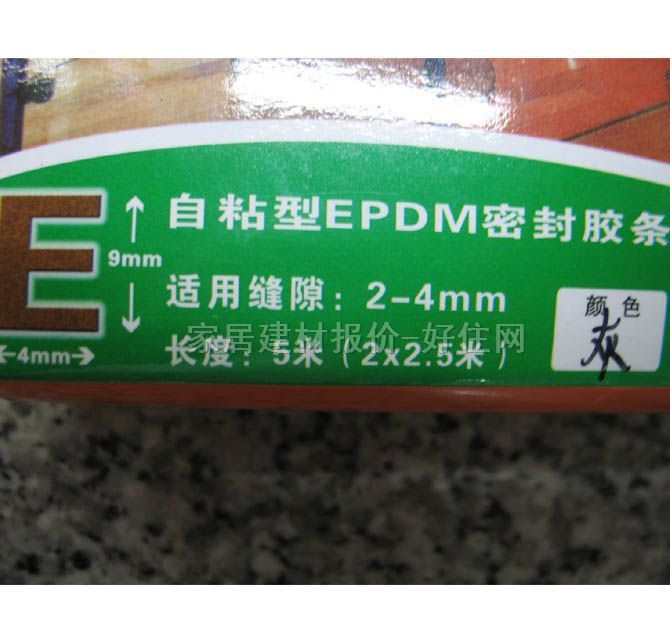 E
9mm
4mm
自粘型EPDM密封胶条
适用缝隙：2-4mm
长度：5米（2x2.5米）
颜色
灰
家居建材报价-好住网